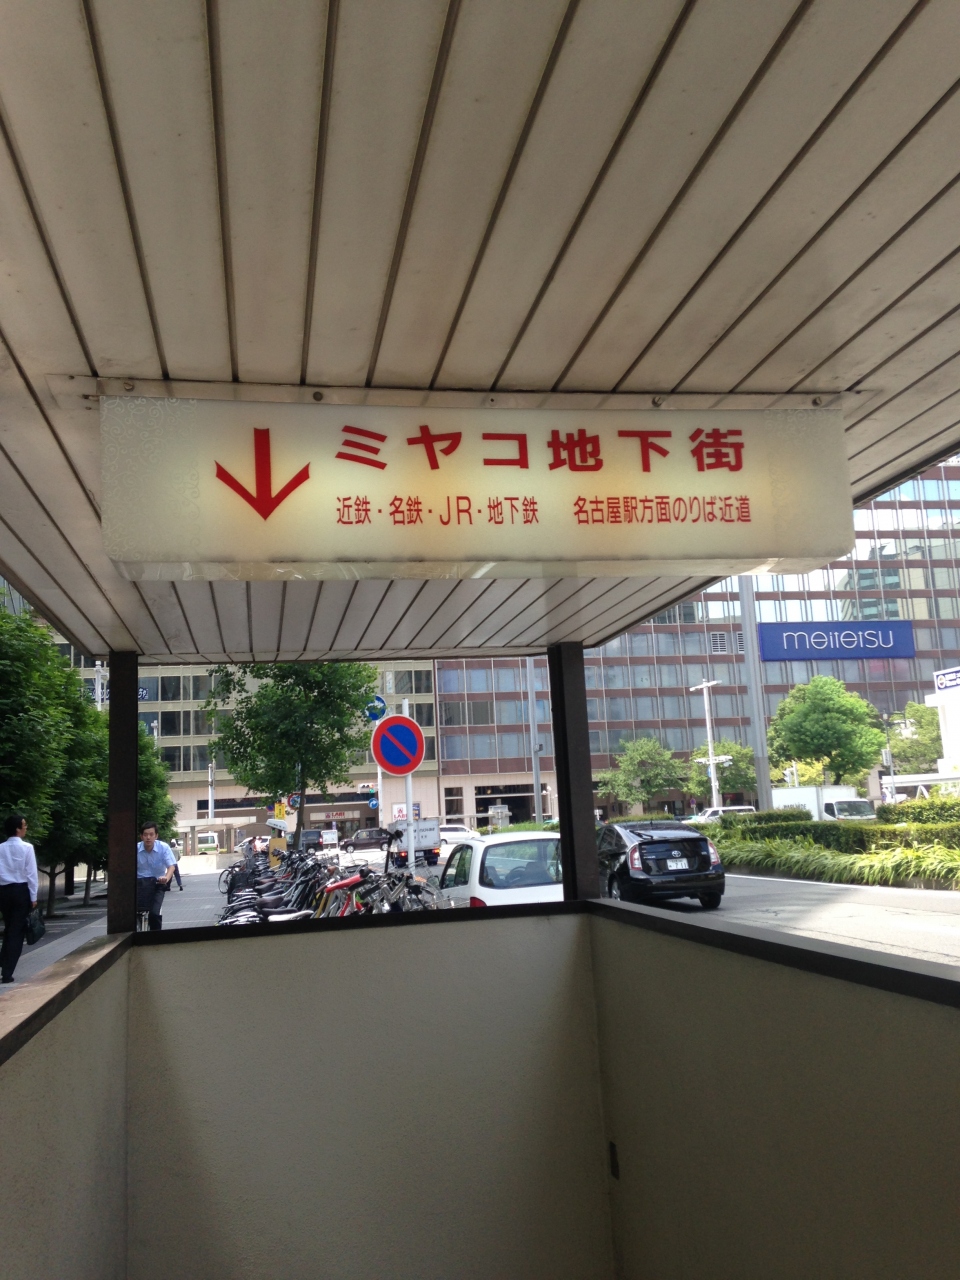 ミヤコ地下街
近鉄・名鉄・JR・地下鉄 名古屋駅方面のりば近道
meitetsu